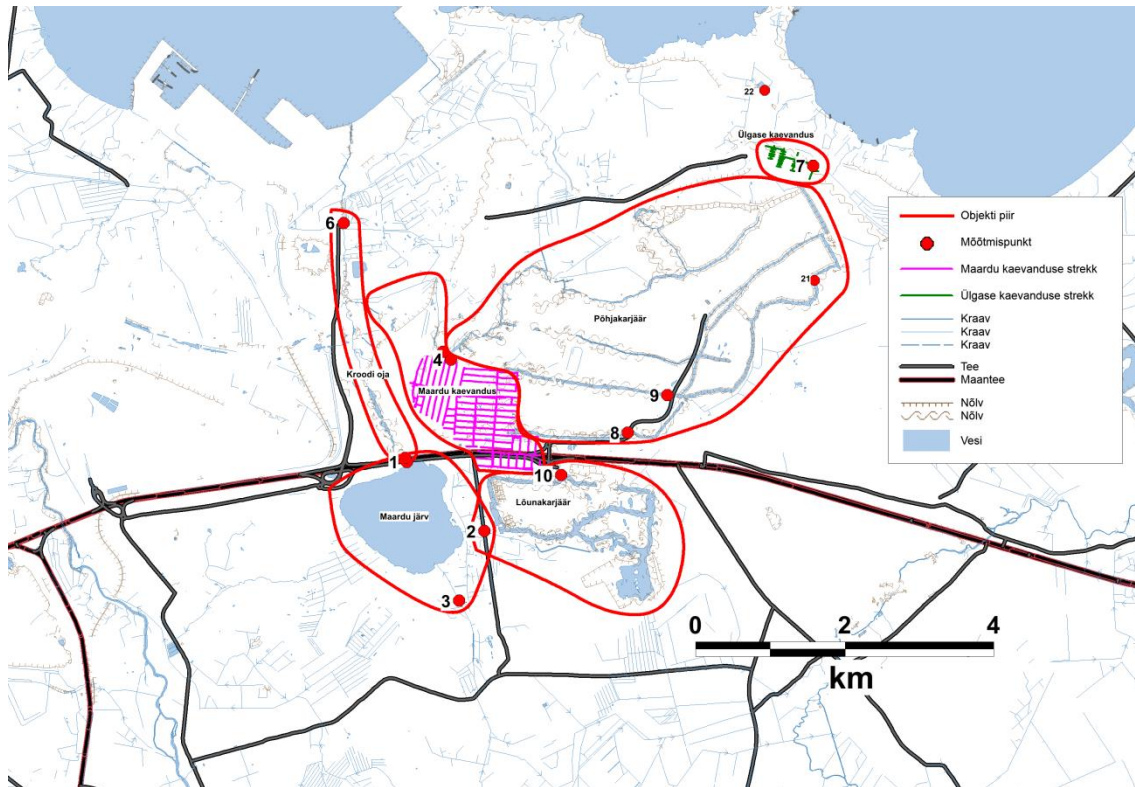 22
Ülgase kaevandus
7
6
Objekti piir
Mõõtmispunkt
Maardu kaevanduse strekk
Ülgase kaevanduse strekk
Kraav
Kraav
Kraav
Tee
Maantee
Nõlv
Nõlv
Vesi
21
Põhjakarjäär
4
Kroodi oja
Maardu kaevandus
9
8
1
10
Lõunakarjäär
Maardu järv
2
3
0 2 4
km